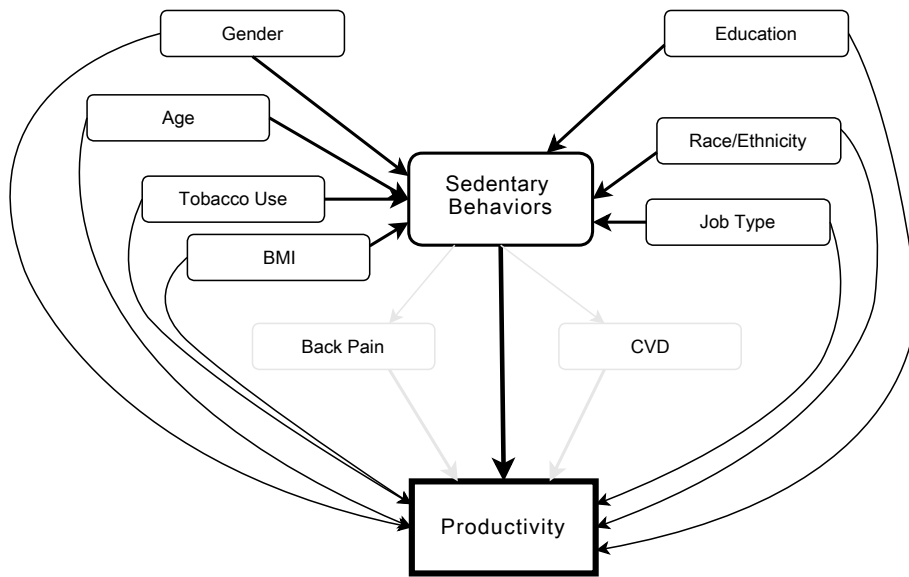 Gender
Education
Age
Race/Ethnicity
Sedentary
Behaviors
Tobacco Use
Job Type
BMI
Back Pain
CVD
Productivity